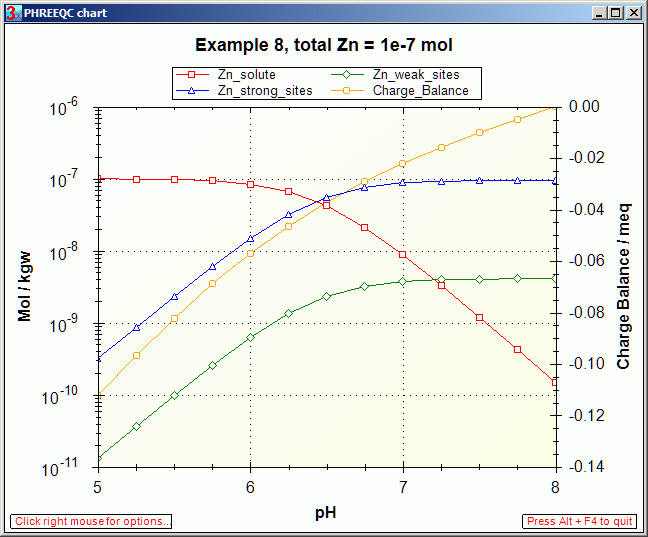 PHREEQC chart
Example 8, total Zn = 1e-7 mol
Zn_solute Zn_weak_sites
Zn_strong_sites Charge_Balance
10-6
10-7
10-8
10-9
10-10
10-11
Mol / kgw
5 6 7 8
pH
0.00
-0.02
-0.04
-0.06
-0.08
-0.10
-0.12
-0.14
Charge Balance / meq
Click right mouse for options...
Press Alt + F4 to quit